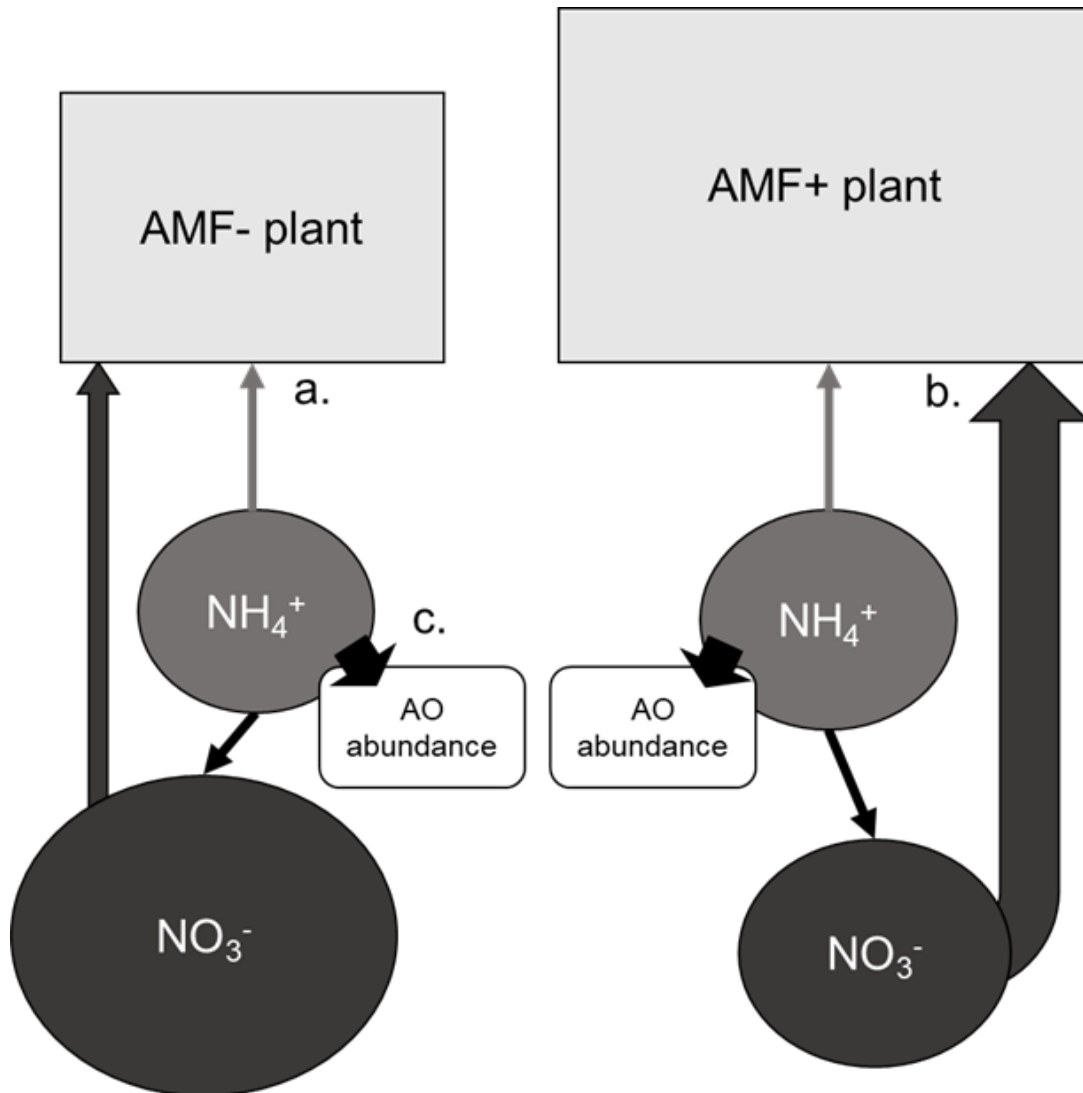 AMF- plant
AMF+ plant
a.
b.
NH₄⁺
c.
NH₄⁺
AO
abundance
AO
abundance
NO₃⁻
NO₃⁻